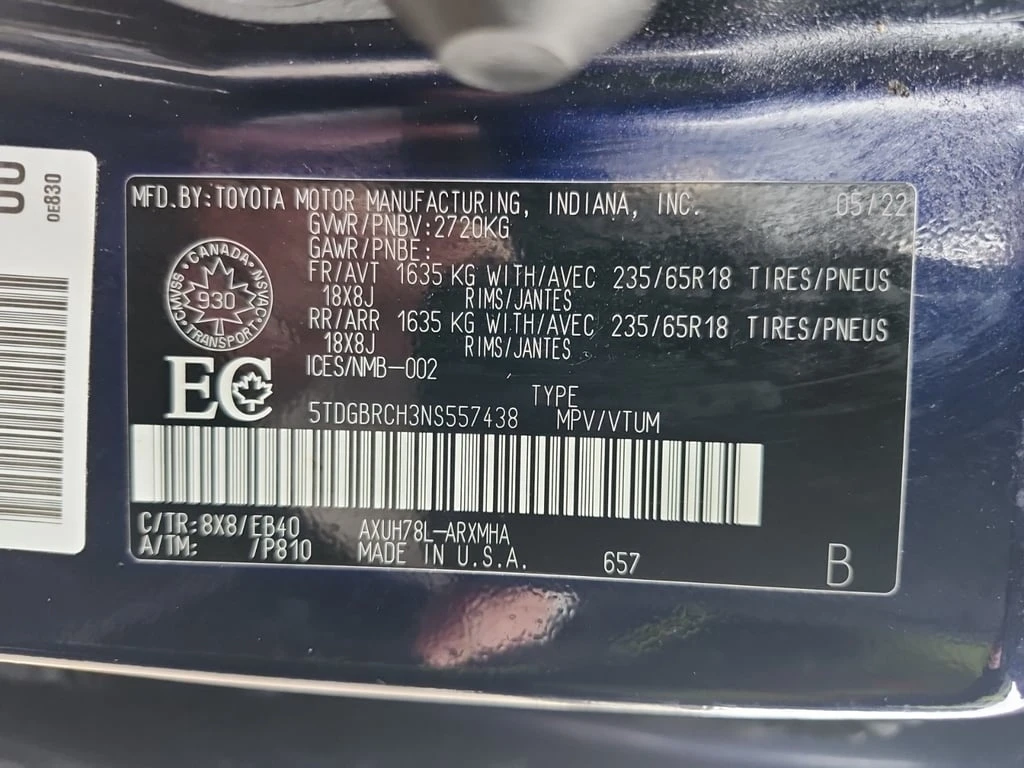 MFD.BY:TOYOTA MOTOR MANUFACTURING, INDIANA, INC. 05/22
GVWR/PNBV:2720KG
GAWR/PNBE:
FR/AVT 1635 KG WITH/AVEC 235/65R18 TIRES/PNEUS
18X8J RIMS/JANTES
RR/ARR 1635 KG WITH/AVEC 235/65R18 TIRES/PNEUS
18X8J RIMS/JANTES
ICES/NMB-002
CANADA
CMVSS NSVAC
930
TRANSPORT
EC
TYPE
5TDGBRCH3NS557438 MPV/VTUM
C/TR:8X8/EB40 AXUH78L-ARXMHA
A/TM: /P810 MADE IN U.S.A. 657 B
0E830